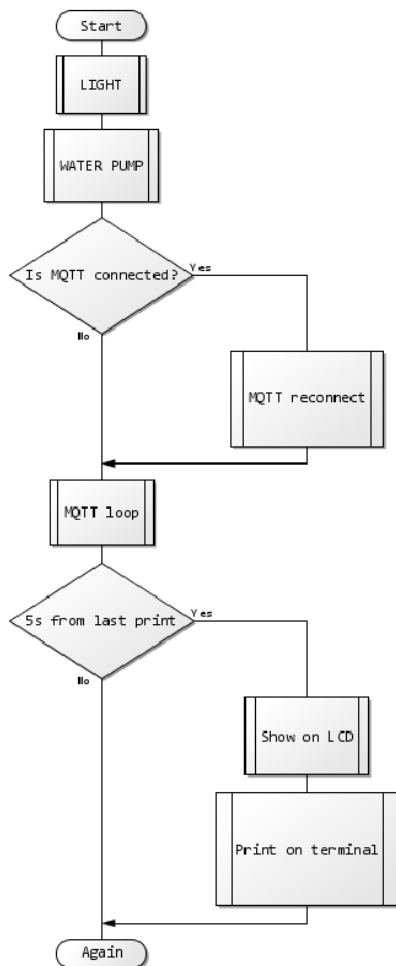 Start
LIGHT
WATER PUMP
Is MQTT connected?
Yes
No
MQTT reconnect
MQTT loop
5s from last print
Yes
No
Show on LCD
Print on terminal
Again